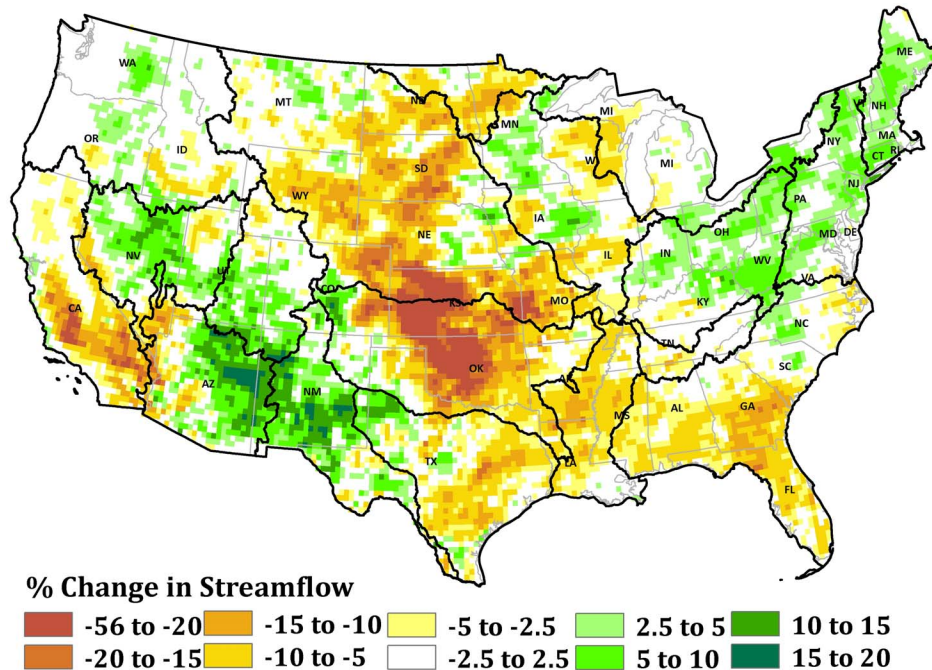 WA
ME
MT
ND
VT
NH
MN
MI
OR
MA
NY
ID
RI
CT
W
MI
SD
WY
NJ
PA
IA
NE
OH
MD
DE
IN
IL
NV
WV
UT
VA
CO
KS
MO
KY
CA
NC
TN
OK
AR
SC
AZ
NM
MS
AL
GA
TX
LA
FL
% Change in Streamflow
-56 to -20 -15 to -10 -5 to -2.5 2.5 to 5 10 to 15
-20 to -15 -10 to -5 -2.5 to 2.5 5 to 10 15 to 20